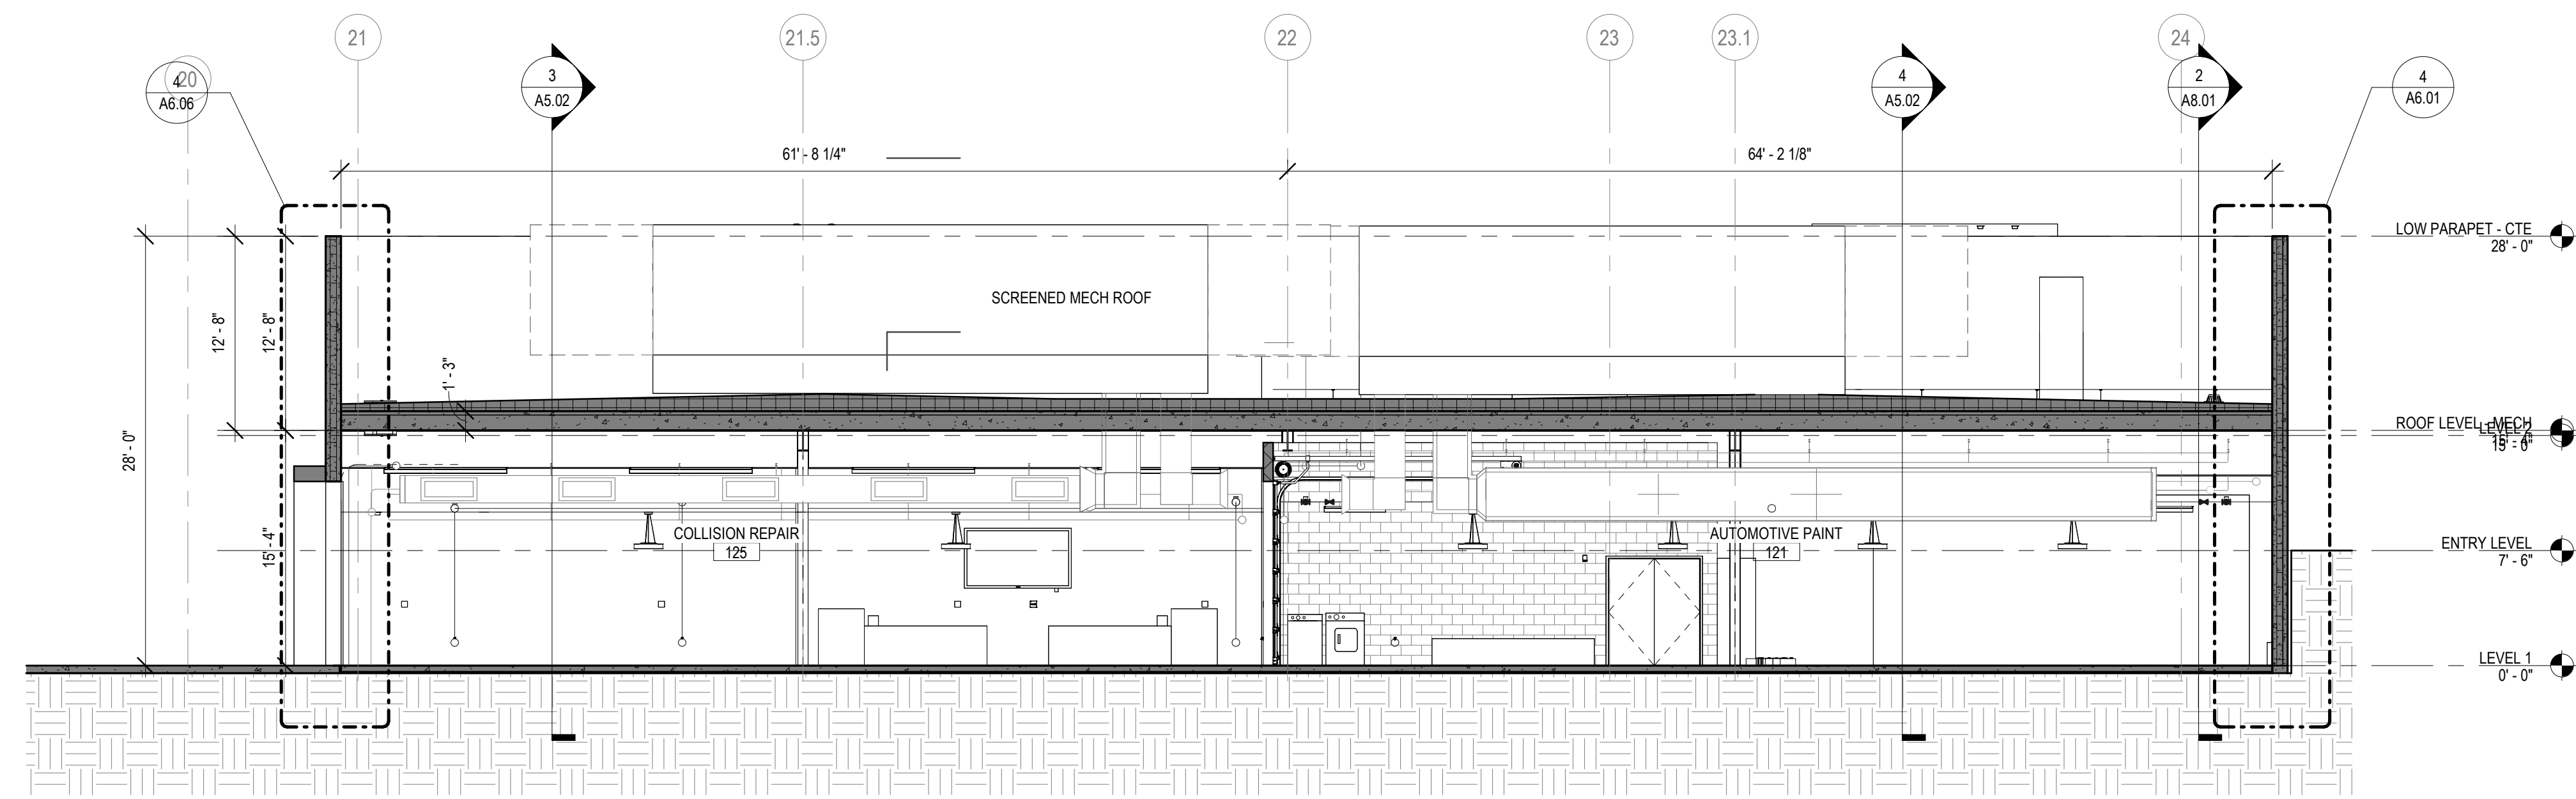 21
21.5
22
23
23.1
24
20
4
A6.06
3
A5.02
4
A5.02
2
A8.01
4
A6.01
61' - 8 1/4"
64' - 2 1/8"
LOW PARAPET - CTE
28' - 0"
SCREENED MECH ROOF
12' - 8"
12' - 8"
1' - 3"
28' - 0"
15' - 4"
ROOF LEVEL - MECH
LEVEL 2
15' - 0"
COLLISION REPAIR
125
AUTOMOTIVE PAINT
121
ENTRY LEVEL
7' - 6"
LEVEL 1
0' - 0"